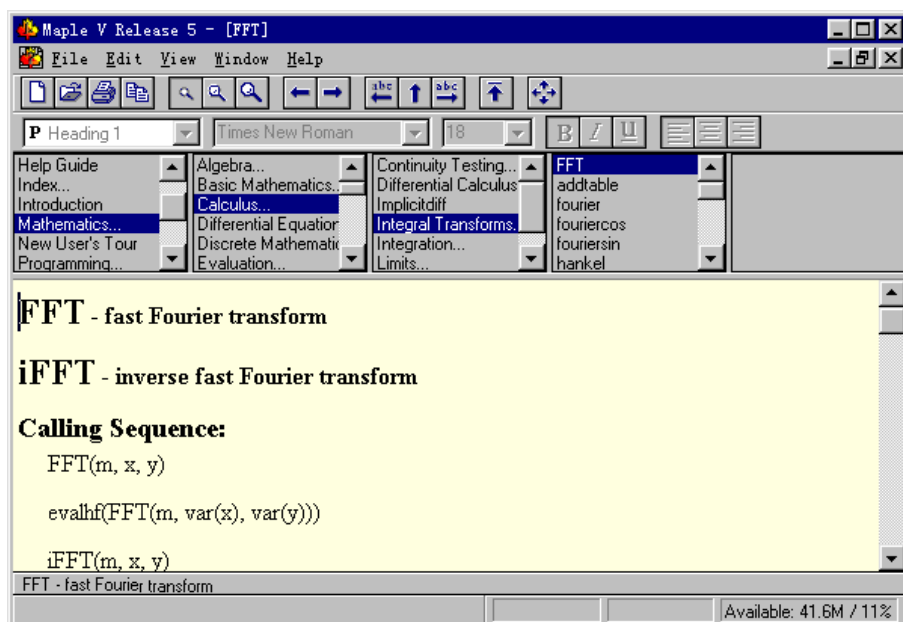 Maple V Release 5 - [FFT]
File Edit View Window Help
abc abc
P Heading 1 Times New Roman 18 B I U
Help Guide
Index...
Introduction
Mathematics...
New User's Tour
Programming...
Algebra...
Basic Mathematics..
Calculus...
Differential Equation
Discrete Mathematic
Evaluation...
Continuity Testing...
Differential Calculus
Implicitdiff
Integral Transforms.
Integration...
Limits...
FFT
addtable
fourier
fouriercos
fouriersin
hankel
FFT - fast Fourier transform
iFFT - inverse fast Fourier transform
Calling Sequence:
FFT(m, x, y)
evalhf(FFT(m, var(x), var(y)))
iFFT(m, x, y)
FFT - fast Fourier transform
Available: 41.6M / 11%